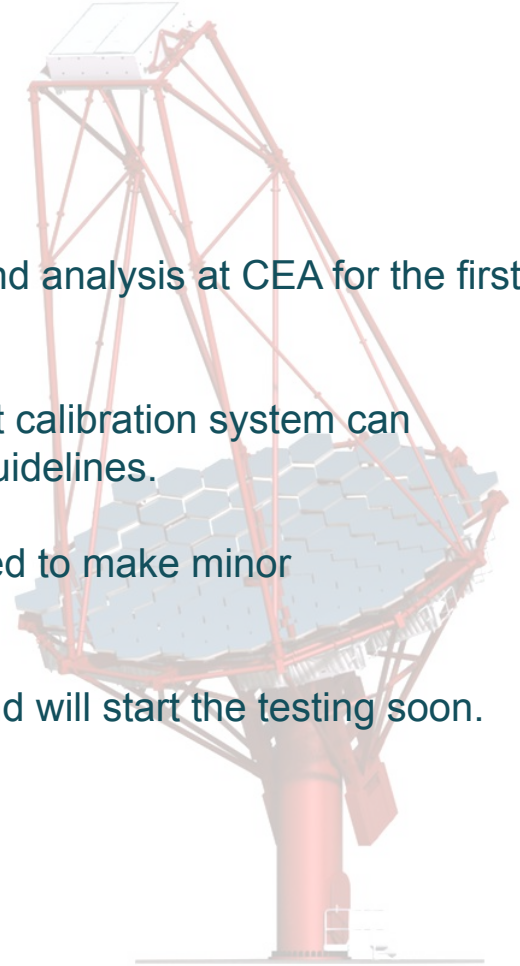 nd analysis at CEA for the first
t calibration system can
uidelines.
ed to make minor
d will start the testing soon.